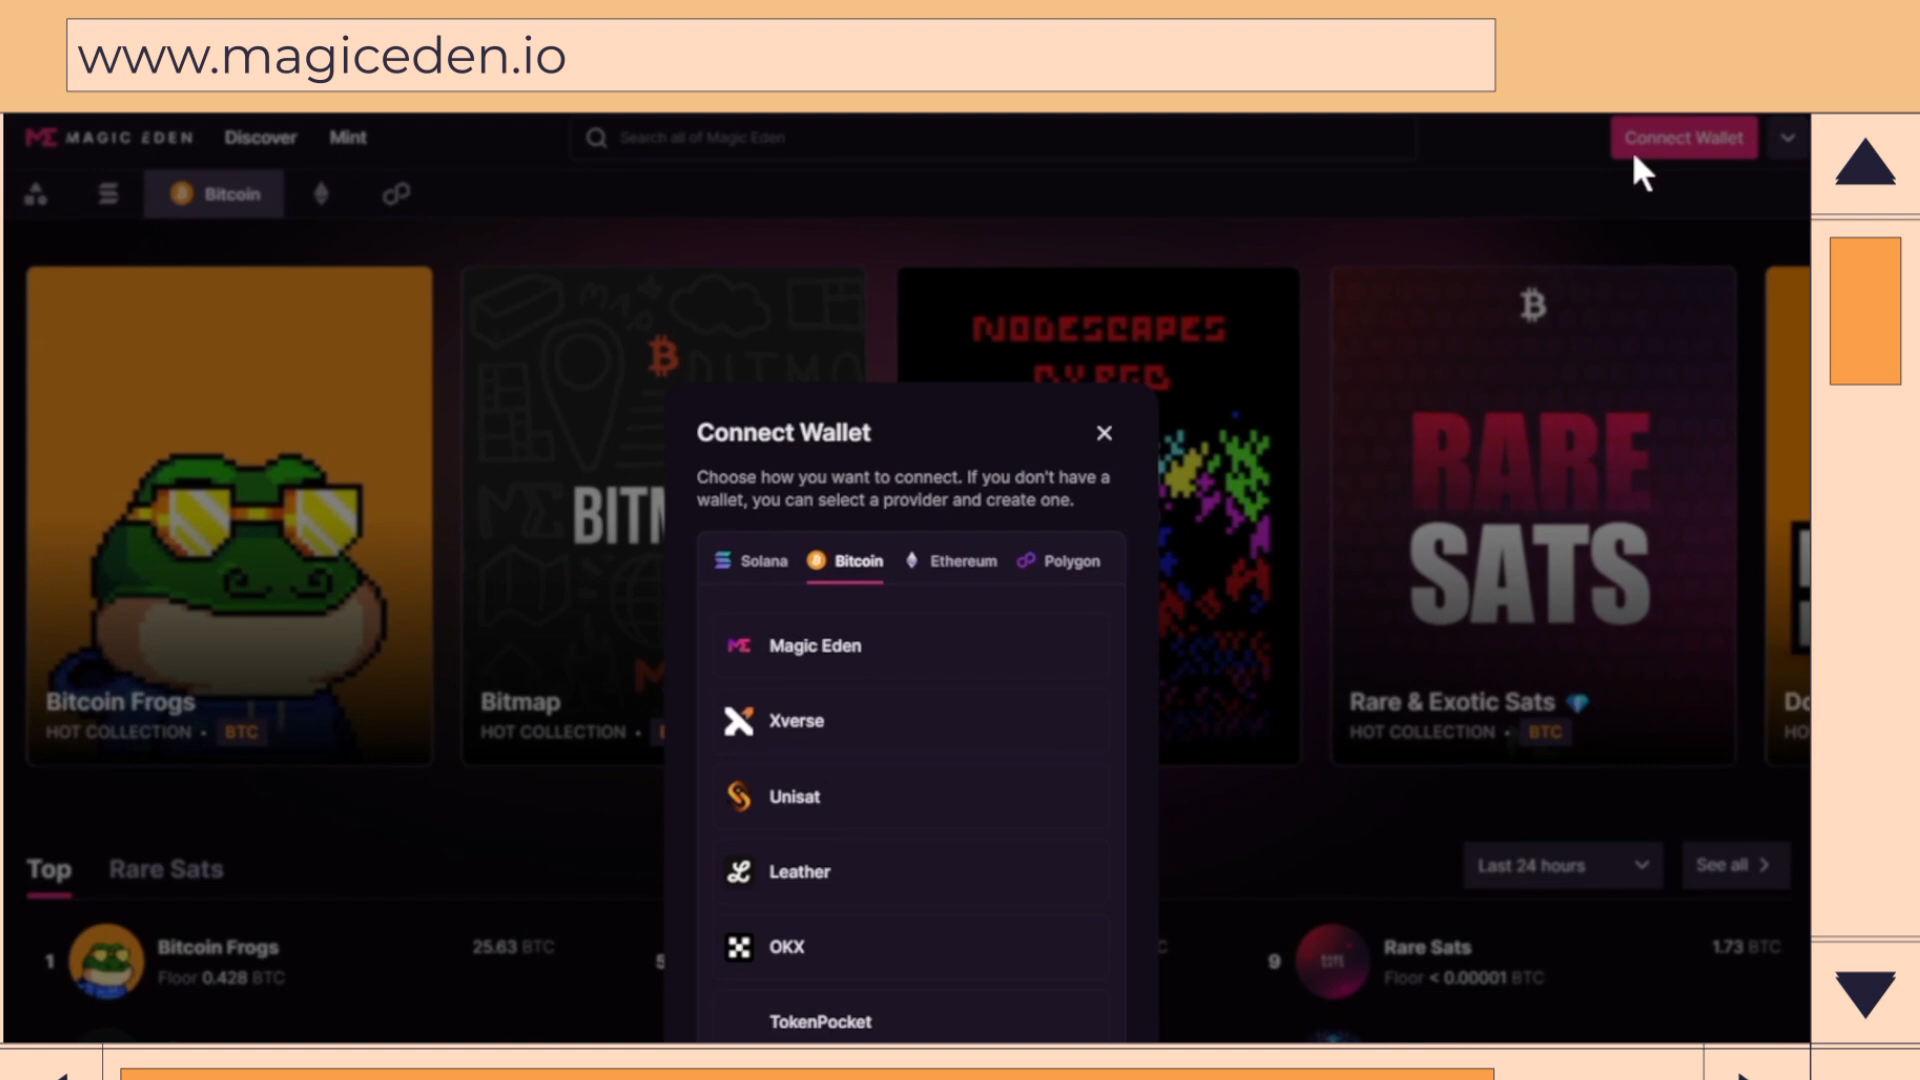 www.magiceden.io
MAGIC EDEN Discover Mint Search all of Magic Eden Connect Wallet
Bitcoin
NODESCAPES
BY RGB
RARE
SATS
BITM
Connect Wallet
Choose how you want to connect. If you don't have a
wallet, you can select a provider and create one.
Solana Bitcoin Ethereum Polygon
Magic Eden
Xverse
Unisat
Leather
OKX
TokenPocket
Bitcoin Frogs
HOT COLLECTION • BTC
Bitmap
HOT COLLECTION •
Rare & Exotic Sats
HOT COLLECTION • BTC
Top Rare Sats Last 24 hours See all
1 Bitcoin Frogs 25.63 BTC
Floor 0.428 BTC
9 Rare Sats 1.73 BTC
Floor < 0.00001 BTC